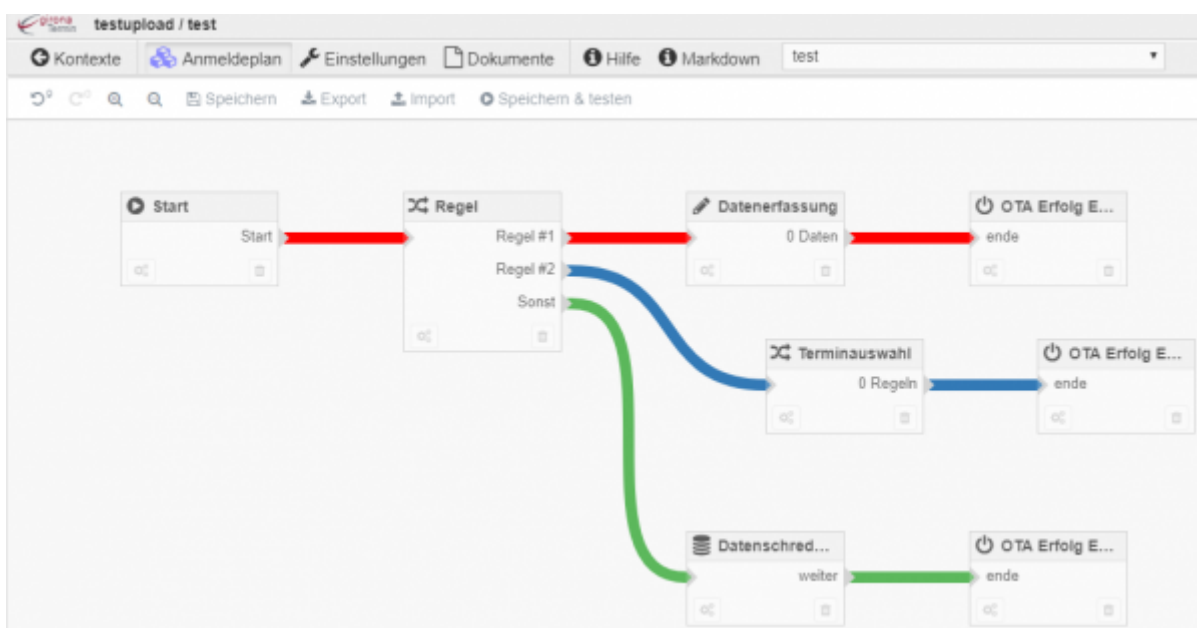 girona
Termin
testupload / test
Kontexte Anmeldeplan Einstellungen Dokumente Hilfe Markdown test
Speichern Export Import Speichern & testen
Start
Start
Regel
Regel #1
Regel #2
Sonst
Datenerfassung
0 Daten
OTA Erfolg E...
ende
Terminauswahl
0 Regeln
OTA Erfolg E...
ende
Datenschred...
weiter
OTA Erfolg E...
ende